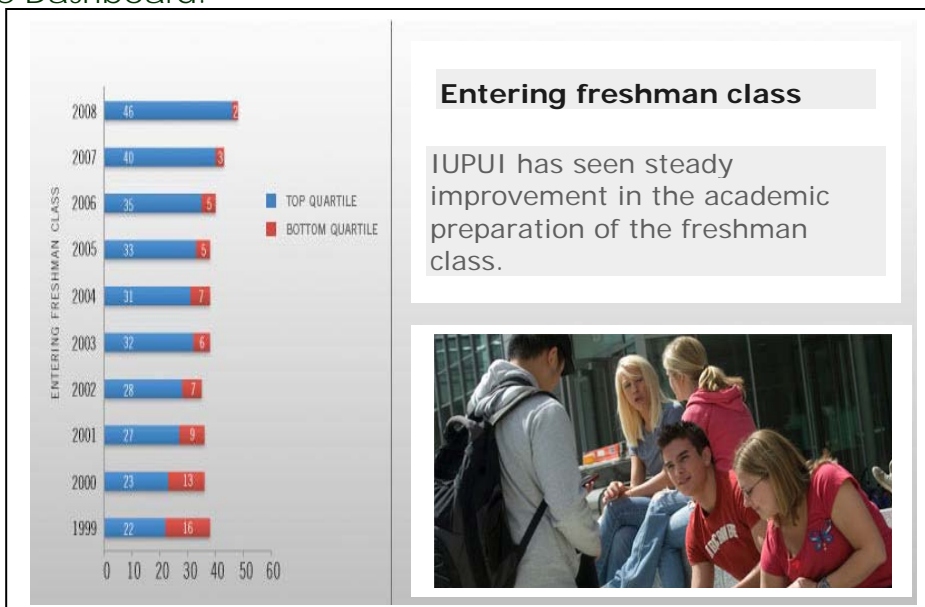 Entering freshman class
IUPUI has seen steady
improvement in the academic
preparation of the freshman
class.
ENTERING FRESHMAN CLASS
2008 46 2
2007 40 3
2006 35 5
2005 33 5
2004 31 7
2003 32 6
2002 28 7
2001 27 9
2000 23 13
1999 22 16
0 10 20 30 40 50 60
TOP QUARTILE
BOTTOM QUARTILE